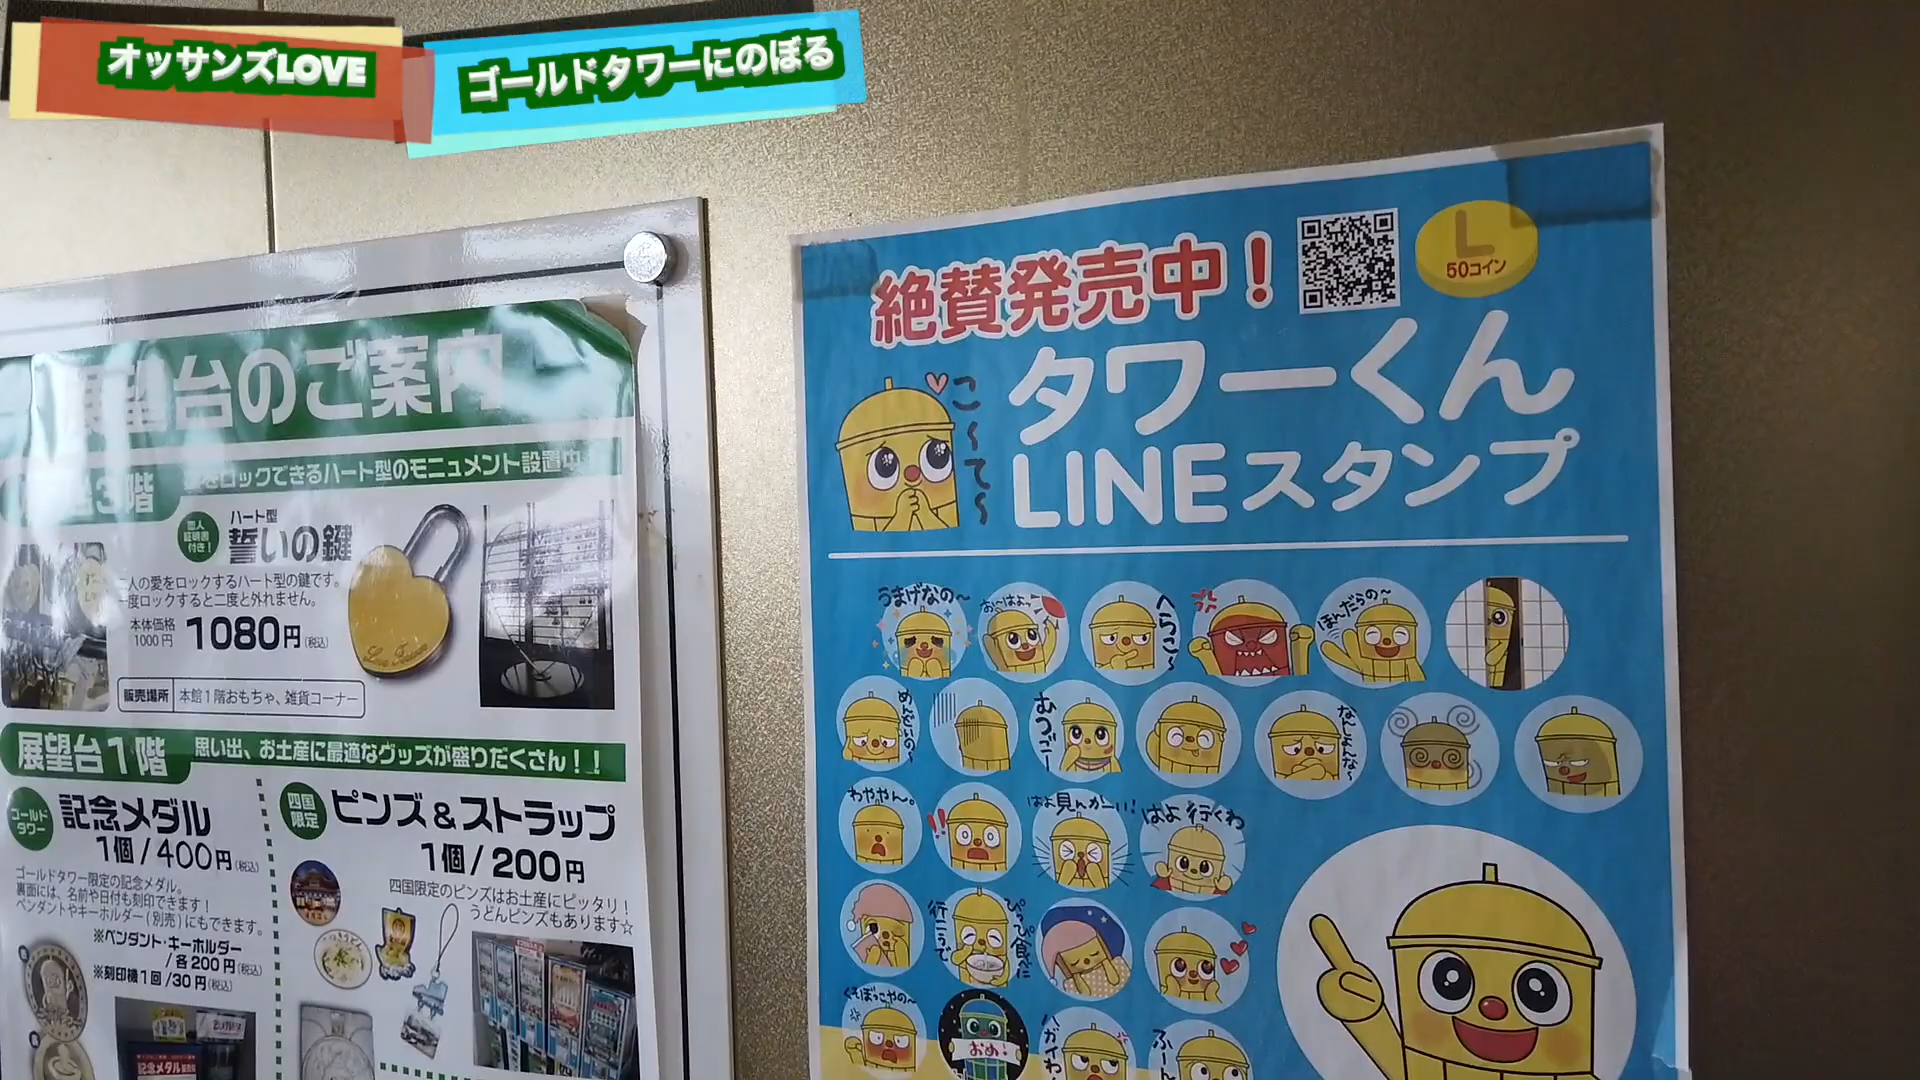 オッサンズLOVE
ゴールドタワーにのぼる
展望台のご案内
3階
をロックできるハート型のモニュメント設置中
恋人
証明書
付き!
ハート型
誓いの鍵
二人の愛をロックするハート型の鍵です。
一度ロックすると二度と外れません。
本体価格
1000円
1080円(税込)
販売場所 本館1階おもちゃ、雑貨コーナー
展望台1階
思い出、お土産に最適なグッズが盛りだくさん!!
ゴールド
タワー
記念メダル
1個/400円(税込)
ゴールドタワー限定の記念メダル。
裏面には、名前や日付も刻印できます!
ペンダントやキーホルダー(別売)にもできます。
※ペンダント・キーホルダー
/各200円(税込)
※刻印機1回/30円(税込)
記念メダル
四国
限定
ピンズ&ストラップ
1個/200円
四国限定のピンズはお土産にピッタリ!
うどんピンズもあります☆
絶賛発売中!
L
50コイン
タワーくん
LINEスタンプ
こ〜て〜
うまげなの〜
お〜はよっ
へらこ〜
ほんだらの〜
めんどいの〜
むつごー
なんしょんな〜
わややん。
!!
はよ見んかーい!
はよ行くわ
ぴっぴ食べに
行こうで
くそぼっこやの〜
おめ!
ハガイわ
ふーん